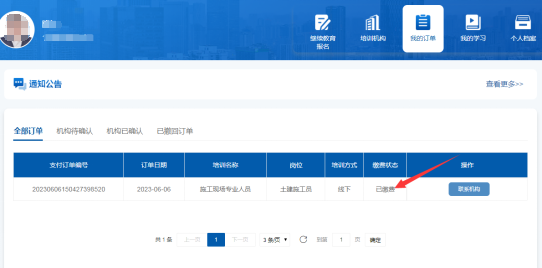 继续教育
报名
培训机构
我的订单
我的学习
个人档案
通知公告
查看更多>>
全部订单 机构待确认 机构已确认 已撤回订单
支付订单编号 订单日期 培训名称 岗位 培训方式 缴费状态 操作
20230606150427398520 2023-06-06 施工现场专业人员 土建施工员 线下 已缴费 联系机构
共 1 条 上一页 1 下一页 3 条/页 到第 1 页 确定